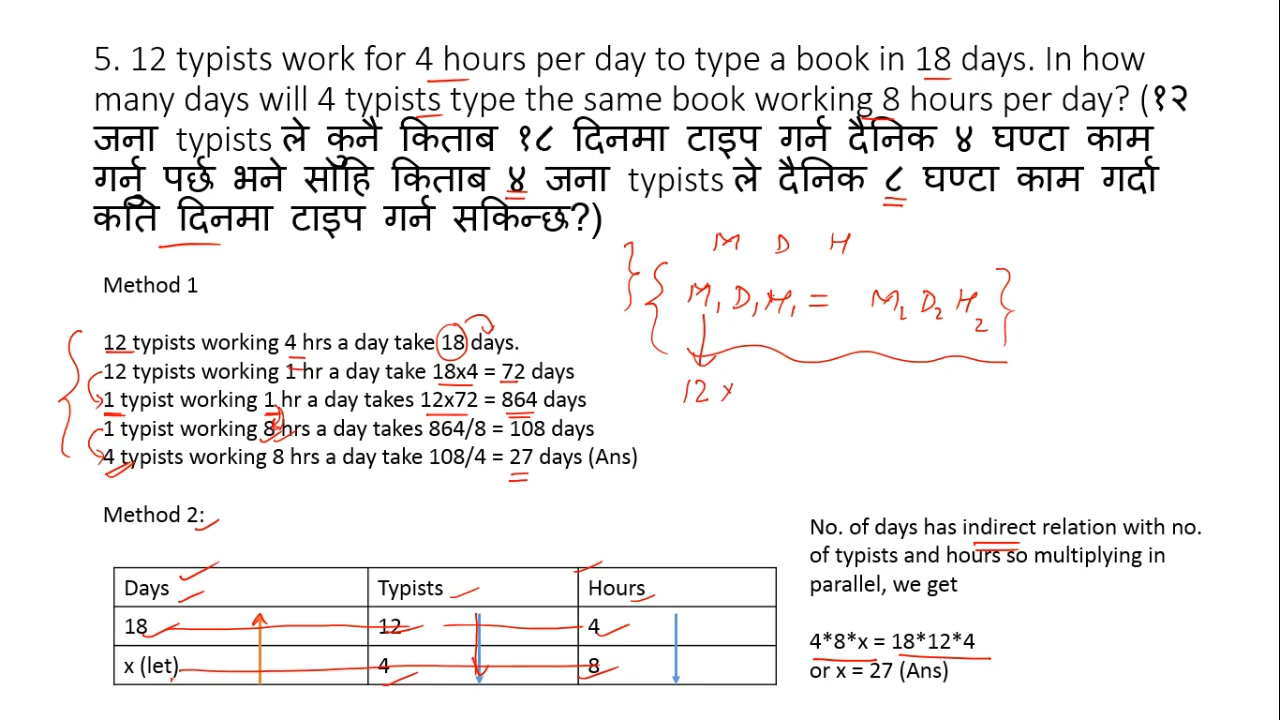 5. 12 typists work for 4 hours per day to type a book in 18 days. In how
many days will 4 typists type the same book working 8 hours per day? (१२
जना typists ले कुनै किताब १८ दिनमा टाइप गर्न दैनिक ४ घण्टा काम
गर्नु पर्छ भने सोहि किताब ४ जना typists ले दैनिक ८ घण्टा काम गर्दा
कति दिनमा टाइप गर्न सकिन्छ?)
M D H
M₁ D₁ H₁ = M₂ D₂ H₂
12 x
Method 1
12 typists working 4 hrs a day take 18 days.
12 typists working 1 hr a day take 18x4 = 72 days
1 typist working 1 hr a day takes 12x72 = 864 days
1 typist working 8 hrs a day takes 864/8 = 108 days
4 typists working 8 hrs a day take 108/4 = 27 days (Ans)
Method 2:
Days Typists Hours
18 12 4
x (let) 4 8
No. of days has indirect relation with no.
of typists and hours so multiplying in
parallel, we get
4*8*x = 18*12*4
or x = 27 (Ans)